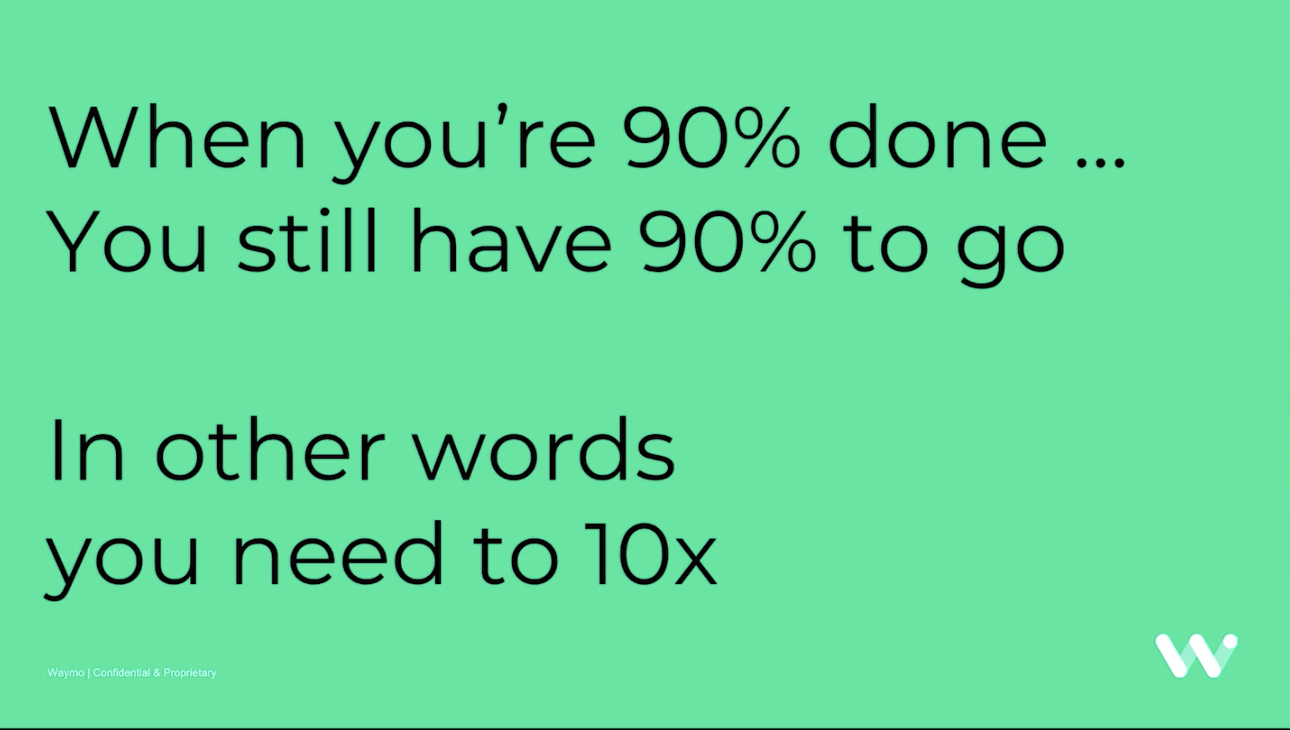 When you’re 90% done ...
You still have 90% to go
In other words
you need to 10x
Waymo | Confidential & Proprietary